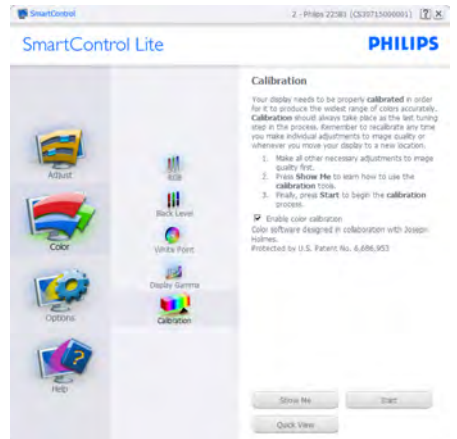 SmartControl
2 - Philips 225B1 (CS39715000001)
SmartControl Lite
PHILIPS
Adjust
Color
Options
Help
RGB
Black Level
White Point
Display Gamma
Calibration
Calibration
Your display needs to be properly calibrated in order
for it to produce the widest range of colors accurately.
Calibration should always take place as the last tuning
step in the process. Remember to recalibrate any time
you make individual adjustments to image quality or
whenever you move your display to a new location.
1. Make all other necessary adjustments to image
quality first.
2. Press Show Me to learn how to use the
calibration tools.
3. Finally, press Start to begin the calibration
process.
Enable color calibration
Color software designed in collaboration with Joseph
Holmes.
Protected by U.S. Patent No. 6,686,953
Show Me
Start
Quick View